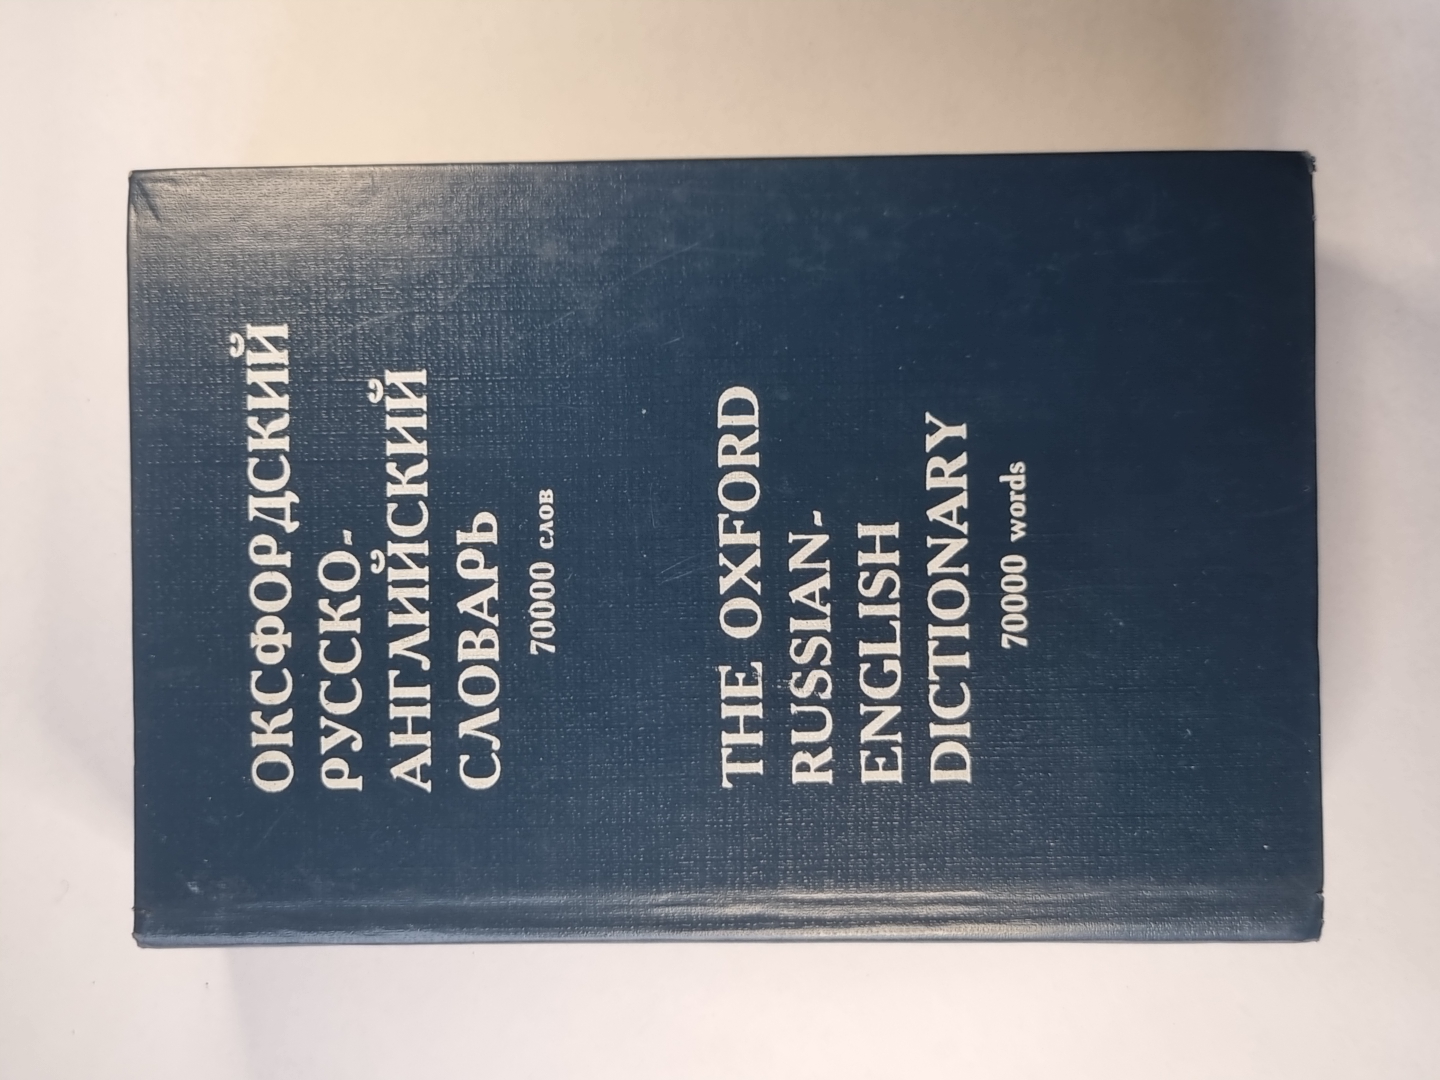 ОКСФОРДСКИЙ
РУССКО-
АНГЛИЙСКИЙ
СЛОВАРЬ
70000 слов
THE OXFORD
RUSSIAN-
ENGLISH
DICTIONARY
70000 words